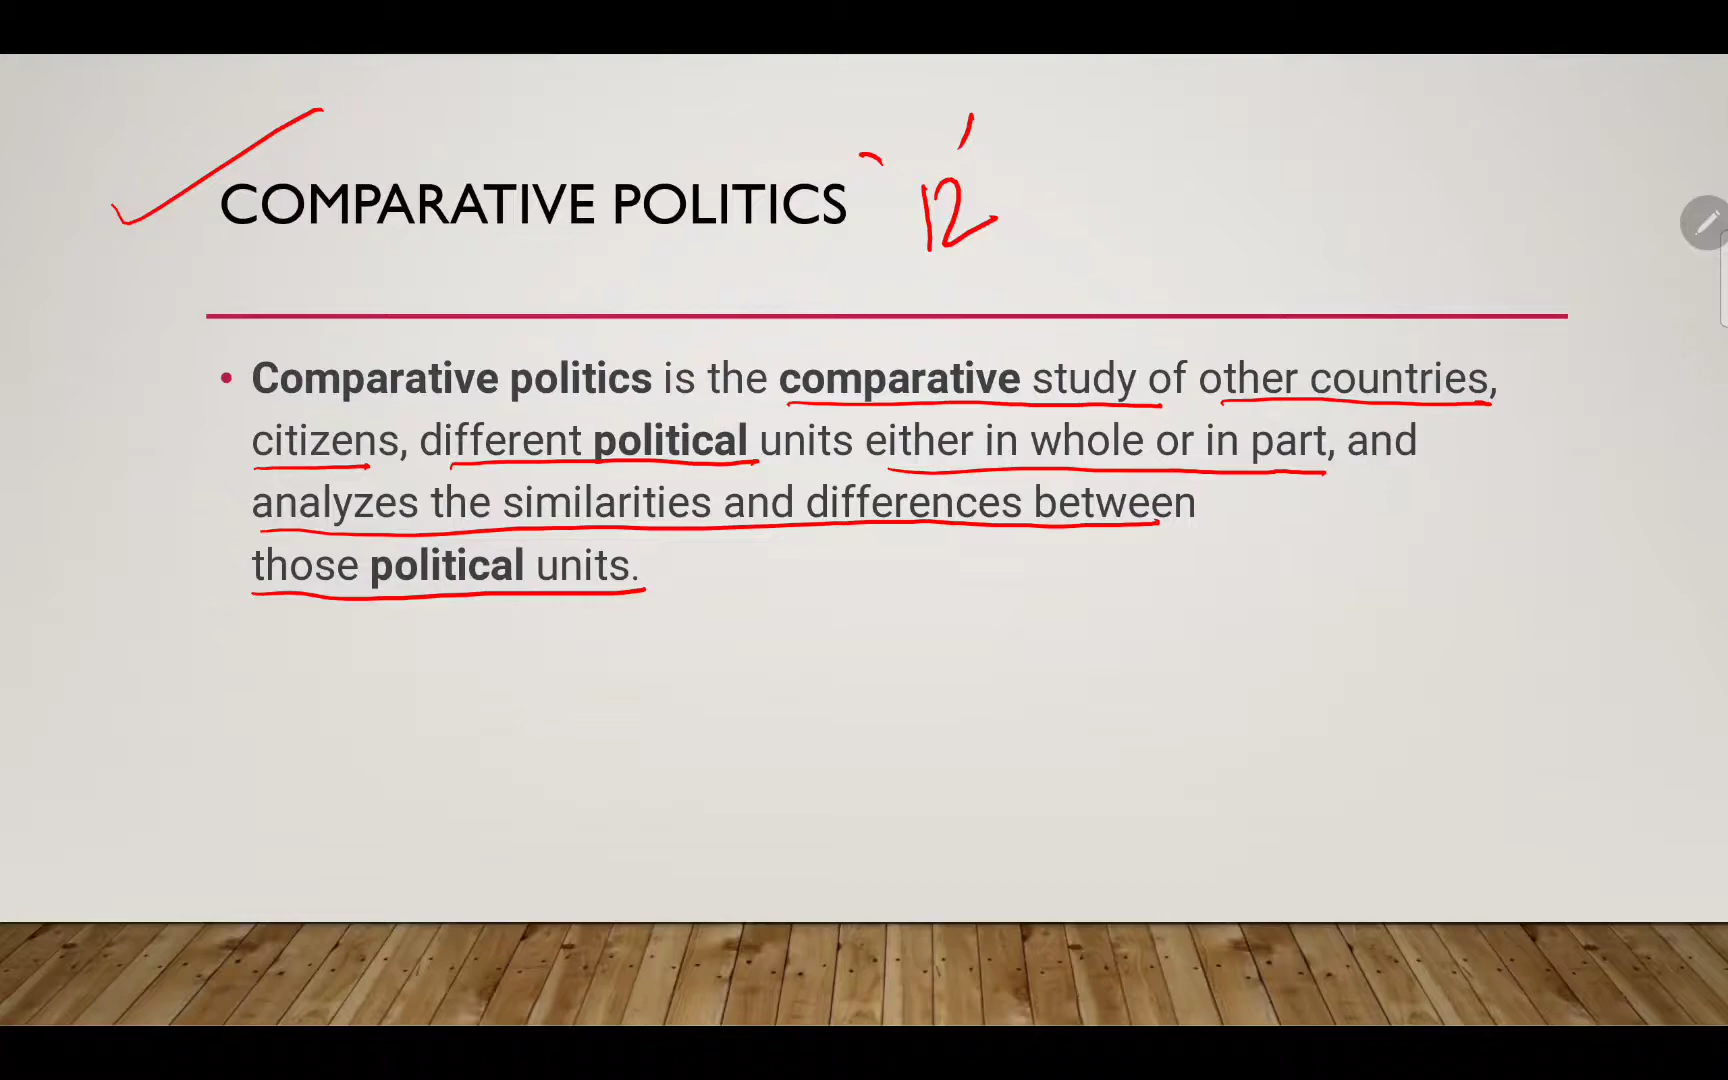 COMPARATIVE POLITICS 12
• Comparative politics is the comparative study of other countries,
citizens, different political units either in whole or in part, and
analyzes the similarities and differences between
those political units.